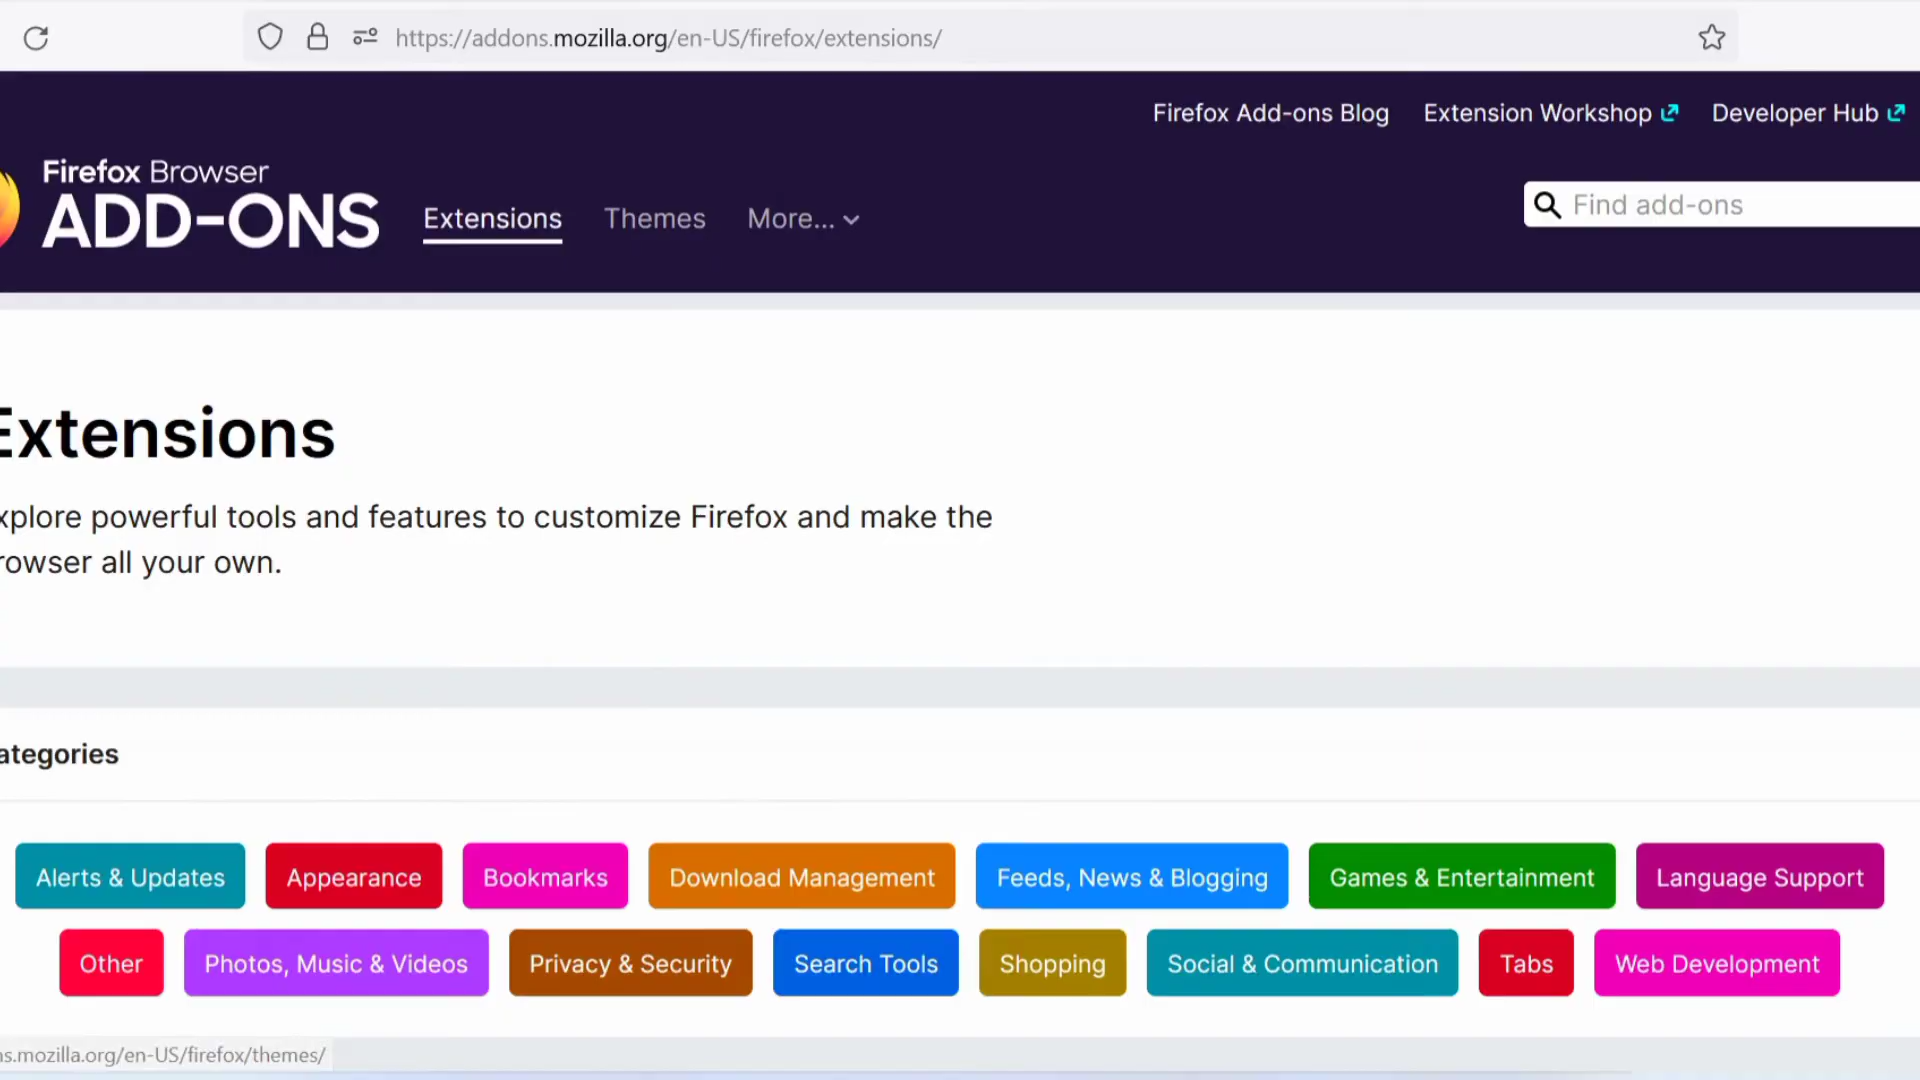 https://addons.mozilla.org/en-US/firefox/extensions/
Firefox Add-ons Blog
Extension Workshop
Developer Hub
Firefox Browser
ADD-ONS
Extensions
Themes
More...
Find add-ons
Extensions
xplore powerful tools and features to customize Firefox and make the
rowser all your own.
ategories
Alerts & Updates
Appearance
Bookmarks
Download Management
Feeds, News & Blogging
Games & Entertainment
Language Support
Other
Photos, Music & Videos
Privacy & Security
Search Tools
Shopping
Social & Communication
Tabs
Web Development
ns.mozilla.org/en-US/firefox/themes/